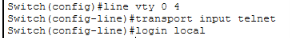 Switch(config)#line vty 0 4
Switch(config-line)#transport input telnet
Switch(config-line)#login local